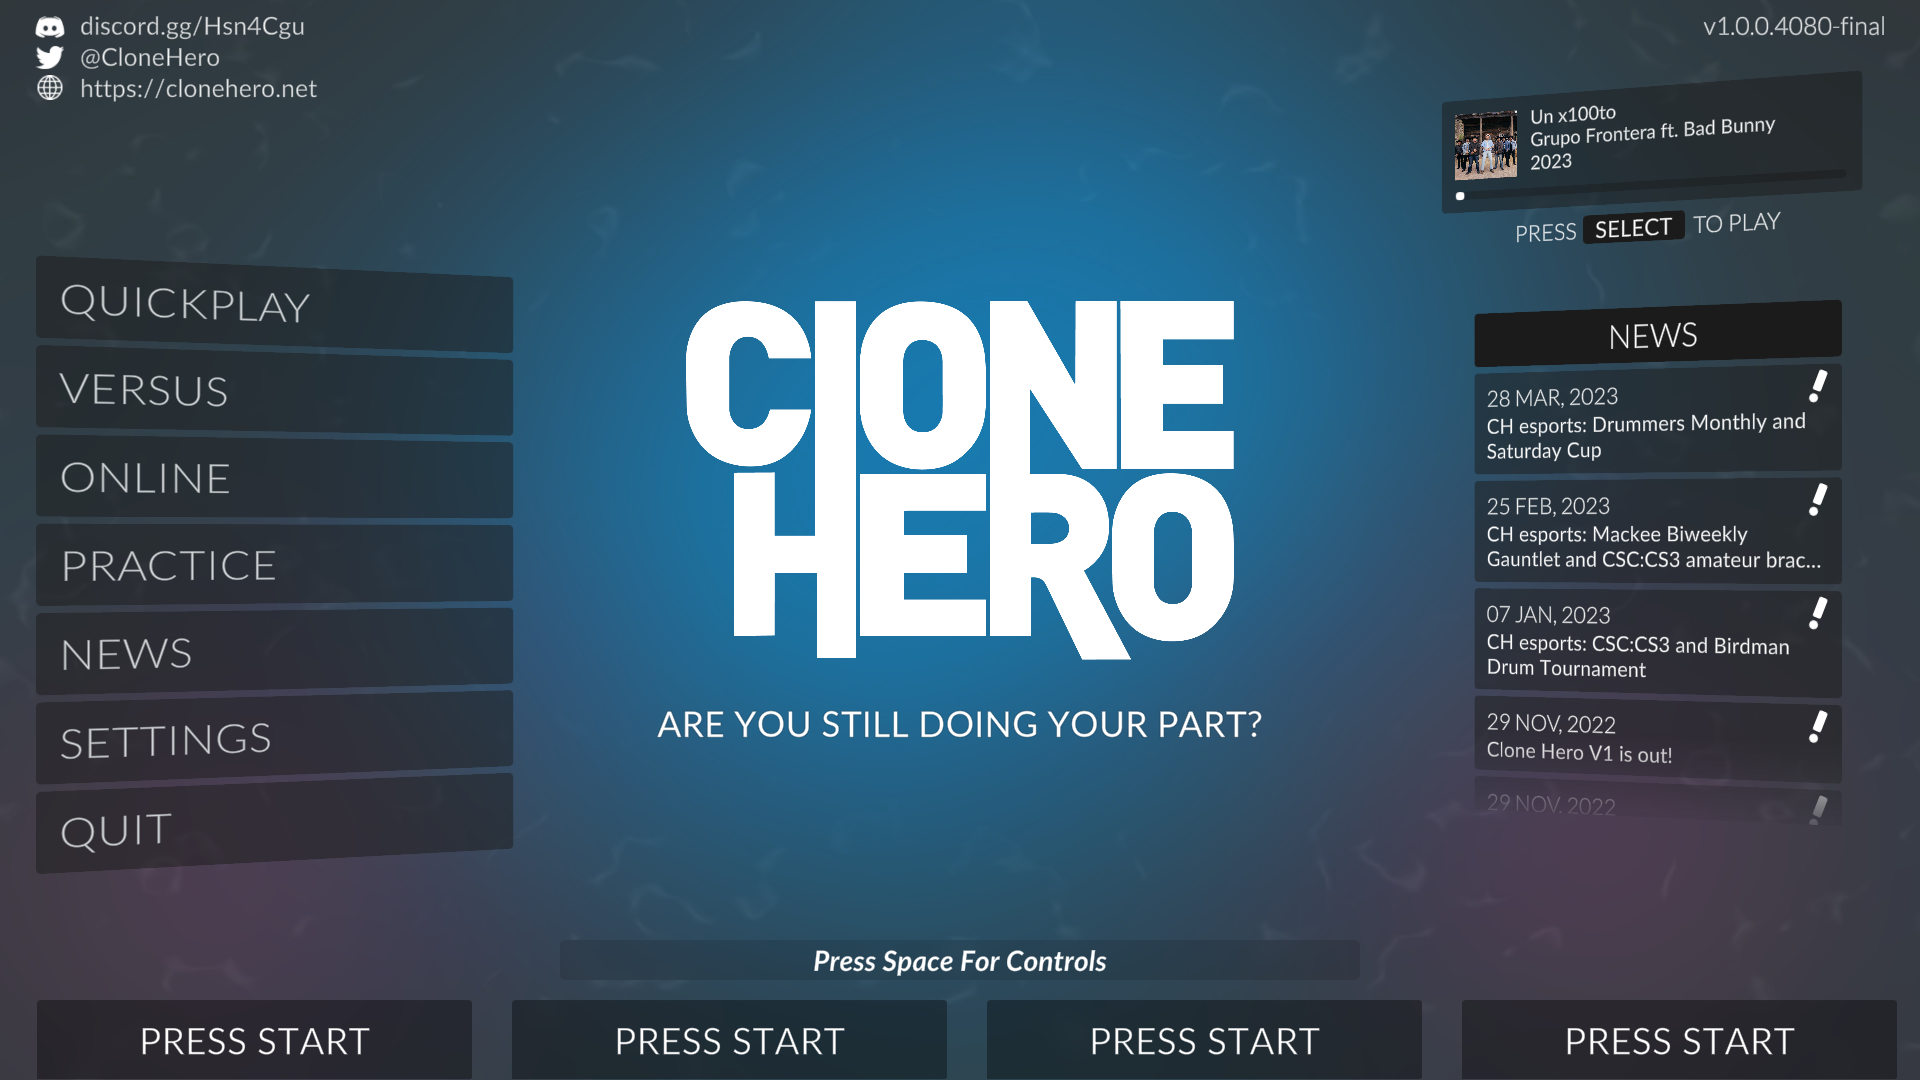 discord.gg/Hsn4Cgu
@CloneHero
https://clonehero.net
v1.0.0.4080-final
Un x100to
Grupo Frontera ft. Bad Bunny
2023
PRESS SELECT TO PLAY
QUICKPLAY
VERSUS
ONLINE
PRACTICE
NEWS
SETTINGS
QUIT
ClONE
HERO
ARE YOU STILL DOING YOUR PART?
NEWS
28 MAR, 2023
CH esports: Drummers Monthly and
Saturday Cup
25 FEB, 2023
CH esports: Mackee Biweekly
Gauntlet and CSC:CS3 amateur brac...
07 JAN, 2023
CH esports: CSC:CS3 and Birdman
Drum Tournament
29 NOV, 2022
Clone Hero V1 is out!
29 NOV, 2022
Press Space For Controls
PRESS START
PRESS START
PRESS START
PRESS START